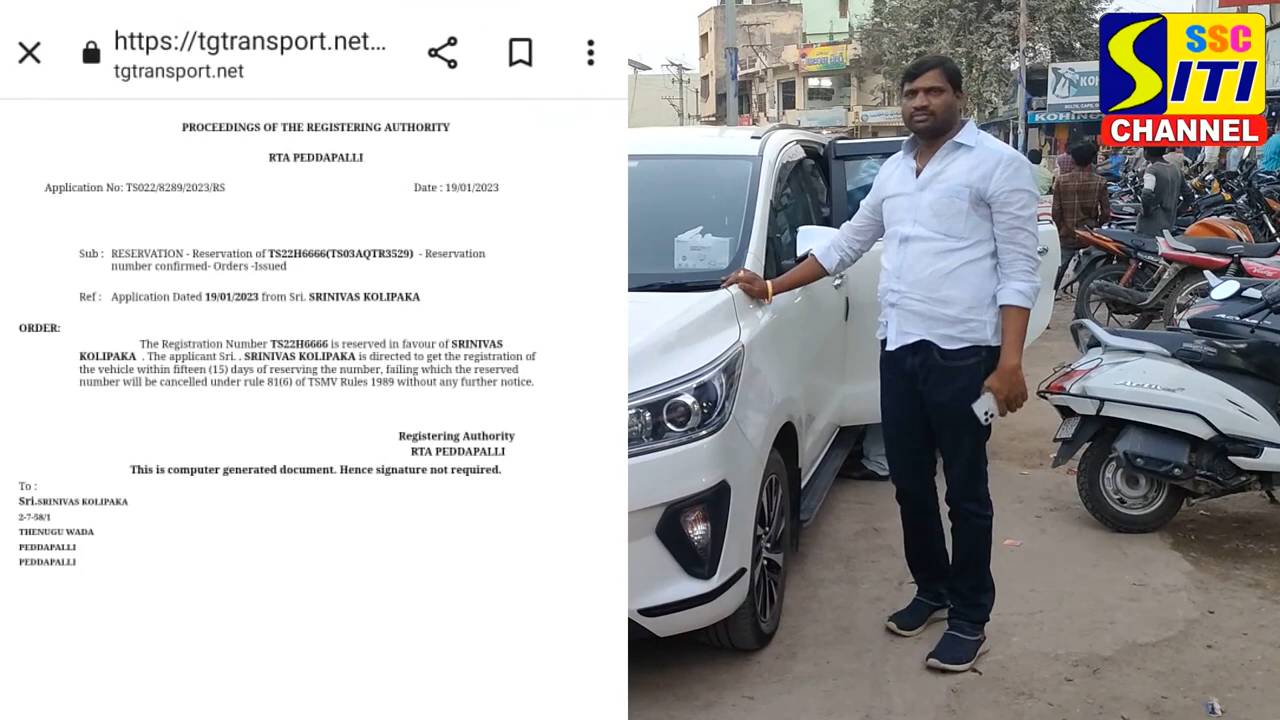 https://tgtransport.net...
tgtransport.net
PROCEEDINGS OF THE REGISTERING AUTHORITY
RTA PEDDAPALLI
Application No: TS022/8289/2023/RS
Date : 19/01/2023
Sub : RESERVATION - Reservation of TS22H6666(TS03AQTR3529) - Reservation
number confirmed- Orders -Issued
Ref : Application Dated 19/01/2023 from Sri. SRINIVAS KOLIPAKA
ORDER:
The Registration Number TS22H6666 is reserved in favour of SRINIVAS
KOLIPAKA . The applicant Sri. . SRINIVAS KOLIPAKA is directed to get the registration of
the vehicle within fifteen (15) days of reserving the number, failing which the reserved
number will be cancelled under rule 81(6) of TSMV Rules 1989 without any further notice.
Registering Authority
RTA PEDDAPALLI
This is computer generated document. Hence signature not required.
To :
Sri.SRINIVAS KOLIPAKA
2-7-58/1
THENUGU WADA
PEDDAPALLI
PEDDAPALLI
SSC
SITI
CHANNEL
KOHINO
Activa